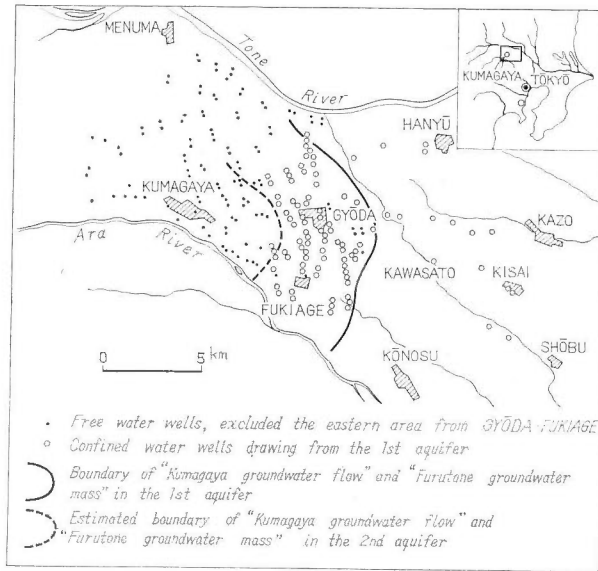 MENUMA
Tone
River
KUMAGAYA
TŌKYŌ
HANYŪ
KUMAGAYA
GYŌDA
KAZO
Ara
River
KAWASATO
KISAI
FUKIAGE
SHŌBU
0 5 km
KŌNOSU
Free water wells, excluded the eastern area from GYŌDA-FUKIAGE
Confined water wells drawing from the 1st aquifer
Boundary of "Kumagaya groundwater flow" and "Furutone groundwater
mass" in the 1st aquifer
Estimated boundary of "Kumagaya groundwater flow" and
"Furutone groundwater mass" in the 2nd aquifer